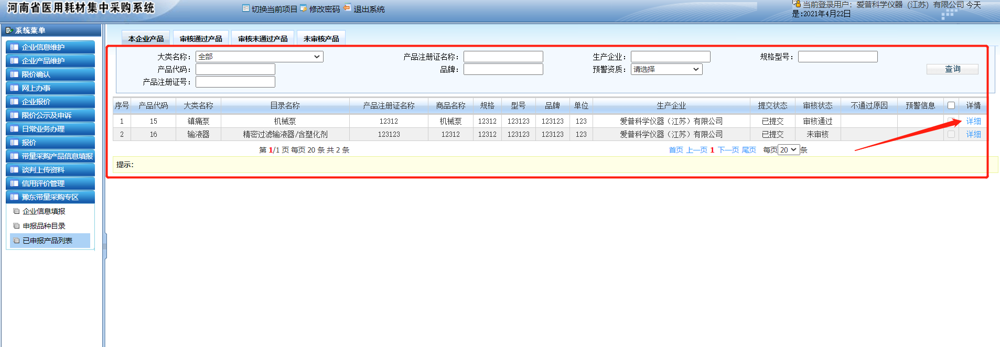 河南省医用耗材集中采购系统
切换当前项目 修改密码 退出系统
当前登录用户：爱普科学仪器（江苏）有限公司 今天
是:2021年4月22日
系统菜单
企业信息维护
企业产品维护
限价确认
网上办事
企业报价
限价公示及申诉
日常业务办理
报价
带量采购产品信息填报
谈判上传资料
信用评价管理
豫东带量采购专区
企业信息填报
申报品种目录
已申报产品列表
本企业产品 审核通过产品 审核未通过产品 未审核产品
大类名称： 全部 产品注册证名称： 生产企业： 规格型号：
产品代码： 品牌： 预警资质： 请选择 查询
产品注册证号：
序号 产品代码 大类名称 目录名称 产品注册证名称 商品名称 规格 型号 品牌 单位 生产企业 提交状态 审核状态 不通过原因 预警信息 详情
1 15 镇痛泵 机械泵 12312 机械泵 12312 123123 123123 123 爱普科学仪器（江苏）有限公司 已提交 审核通过 详细
2 16 输液器 精密过滤输液器/含塑化剂 123123 12312 12312 123123 123123 123 爱普科学仪器（江苏）有限公司 已提交 未审核 详细
第 1/1 页 每页 20 条 共 2 条 首页 上一页 1 下一页 尾页 每页 20 条
提示：